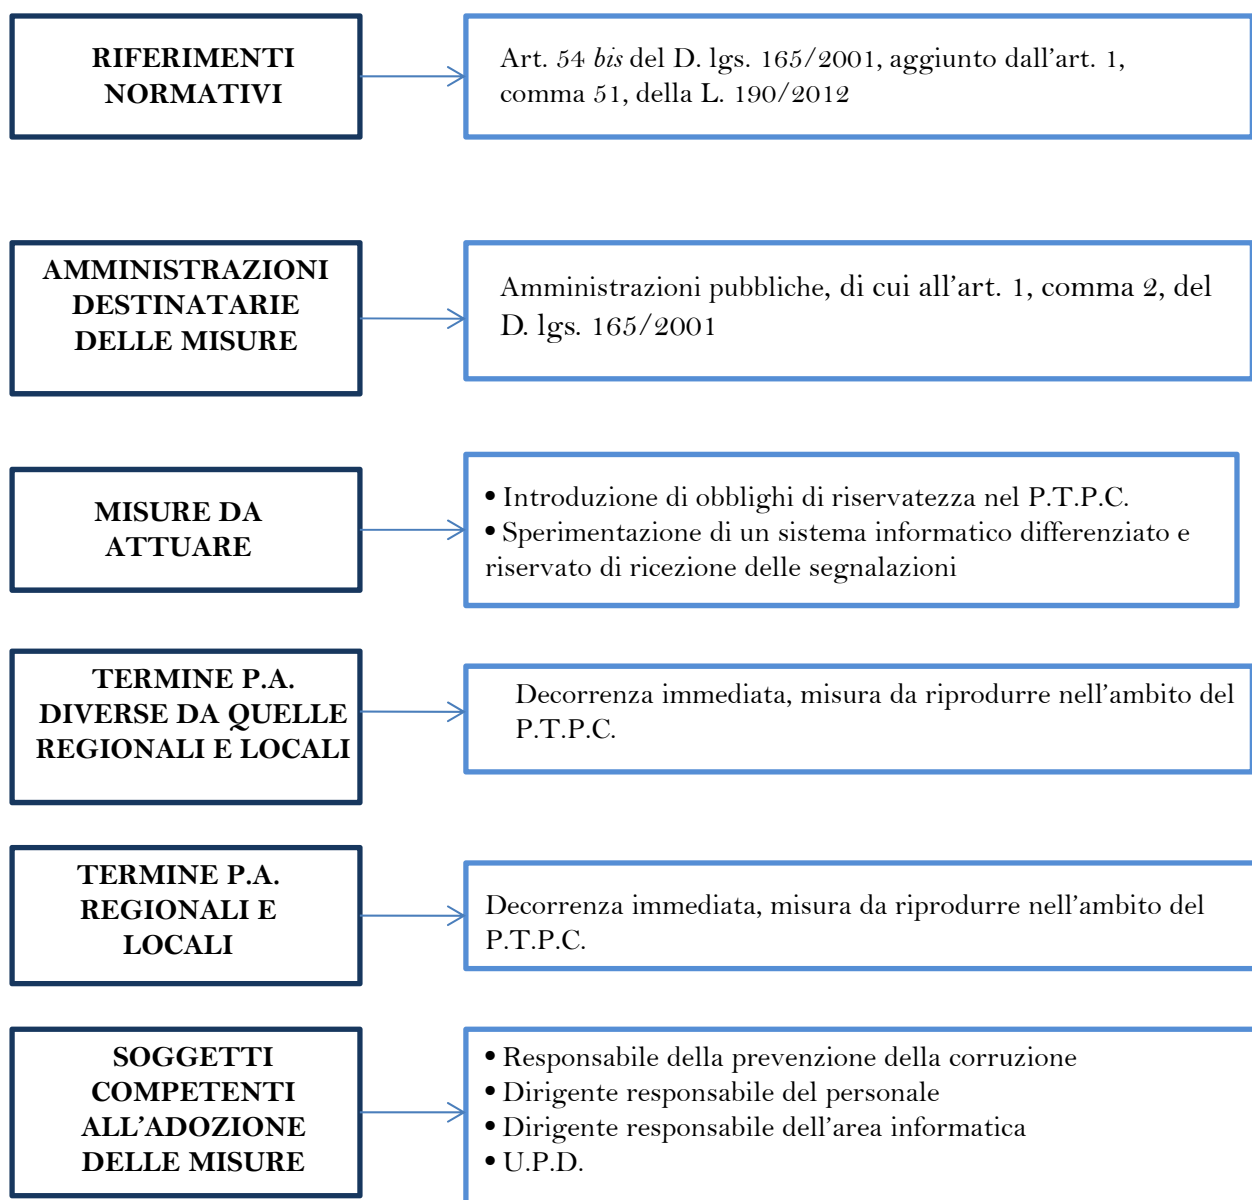 RIFERIMENTI
NORMATIVI
Art. 54 bis del D. lgs. 165/2001, aggiunto dall’art. 1,
comma 51, della L. 190/2012
AMMINISTRAZIONI
DESTINATARIE
DELLE MISURE
Amministrazioni pubbliche, di cui all’art. 1, comma 2, del
D. lgs. 165/2001
MISURE DA
ATTUARE
• Introduzione di obblighi di riservatezza nel P.T.P.C.
• Sperimentazione di un sistema informatico differenziato e
riservato di ricezione delle segnalazioni
TERMINE P.A.
DIVERSE DA QUELLE
REGIONALI E LOCALI
Decorrenza immediata, misura da riprodurre nell’ambito del
P.T.P.C.
TERMINE P.A.
REGIONALI E
LOCALI
Decorrenza immediata, misura da riprodurre nell’ambito del
P.T.P.C.
SOGGETTI
COMPETENTI
ALL’ADOZIONE
DELLE MISURE
• Responsabile della prevenzione della corruzione
• Dirigente responsabile del personale
• Dirigente responsabile dell’area informatica
• U.P.D.